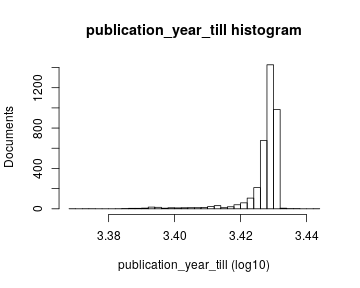 publication_year_till histogram
Documents
1200
800
400
0
3.38 3.40 3.42 3.44
publication_year_till (log10)